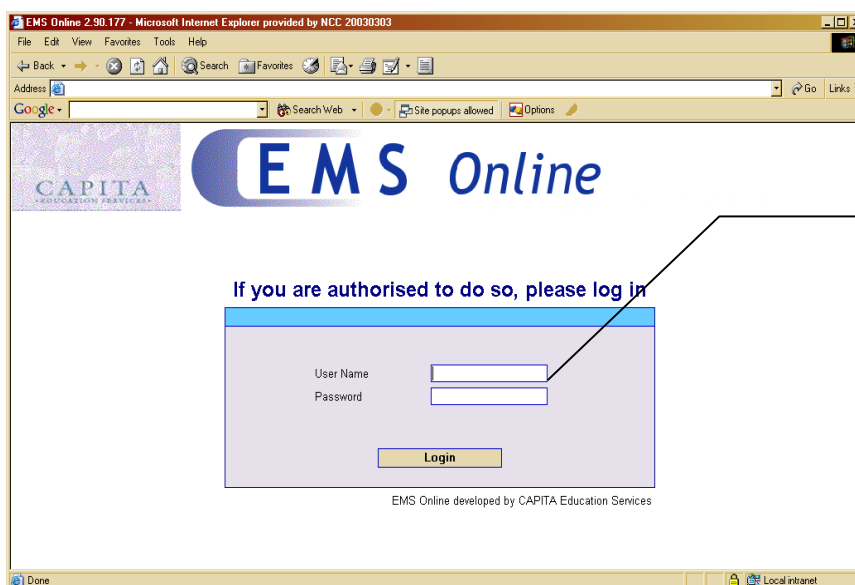 EMS Online 2.90.177 - Microsoft Internet Explorer provided by NCC 20030303
File Edit View Favorites Tools Help
Back Search Favorites
Address Go Links
Google Search Web Site popups allowed Options
CAPITA
•EDUCATION SERVICES•
EMS Online
If you are authorised to do so, please log in
User Name
Password
Login
EMS Online developed by CAPITA Education Services
Done Local intranet